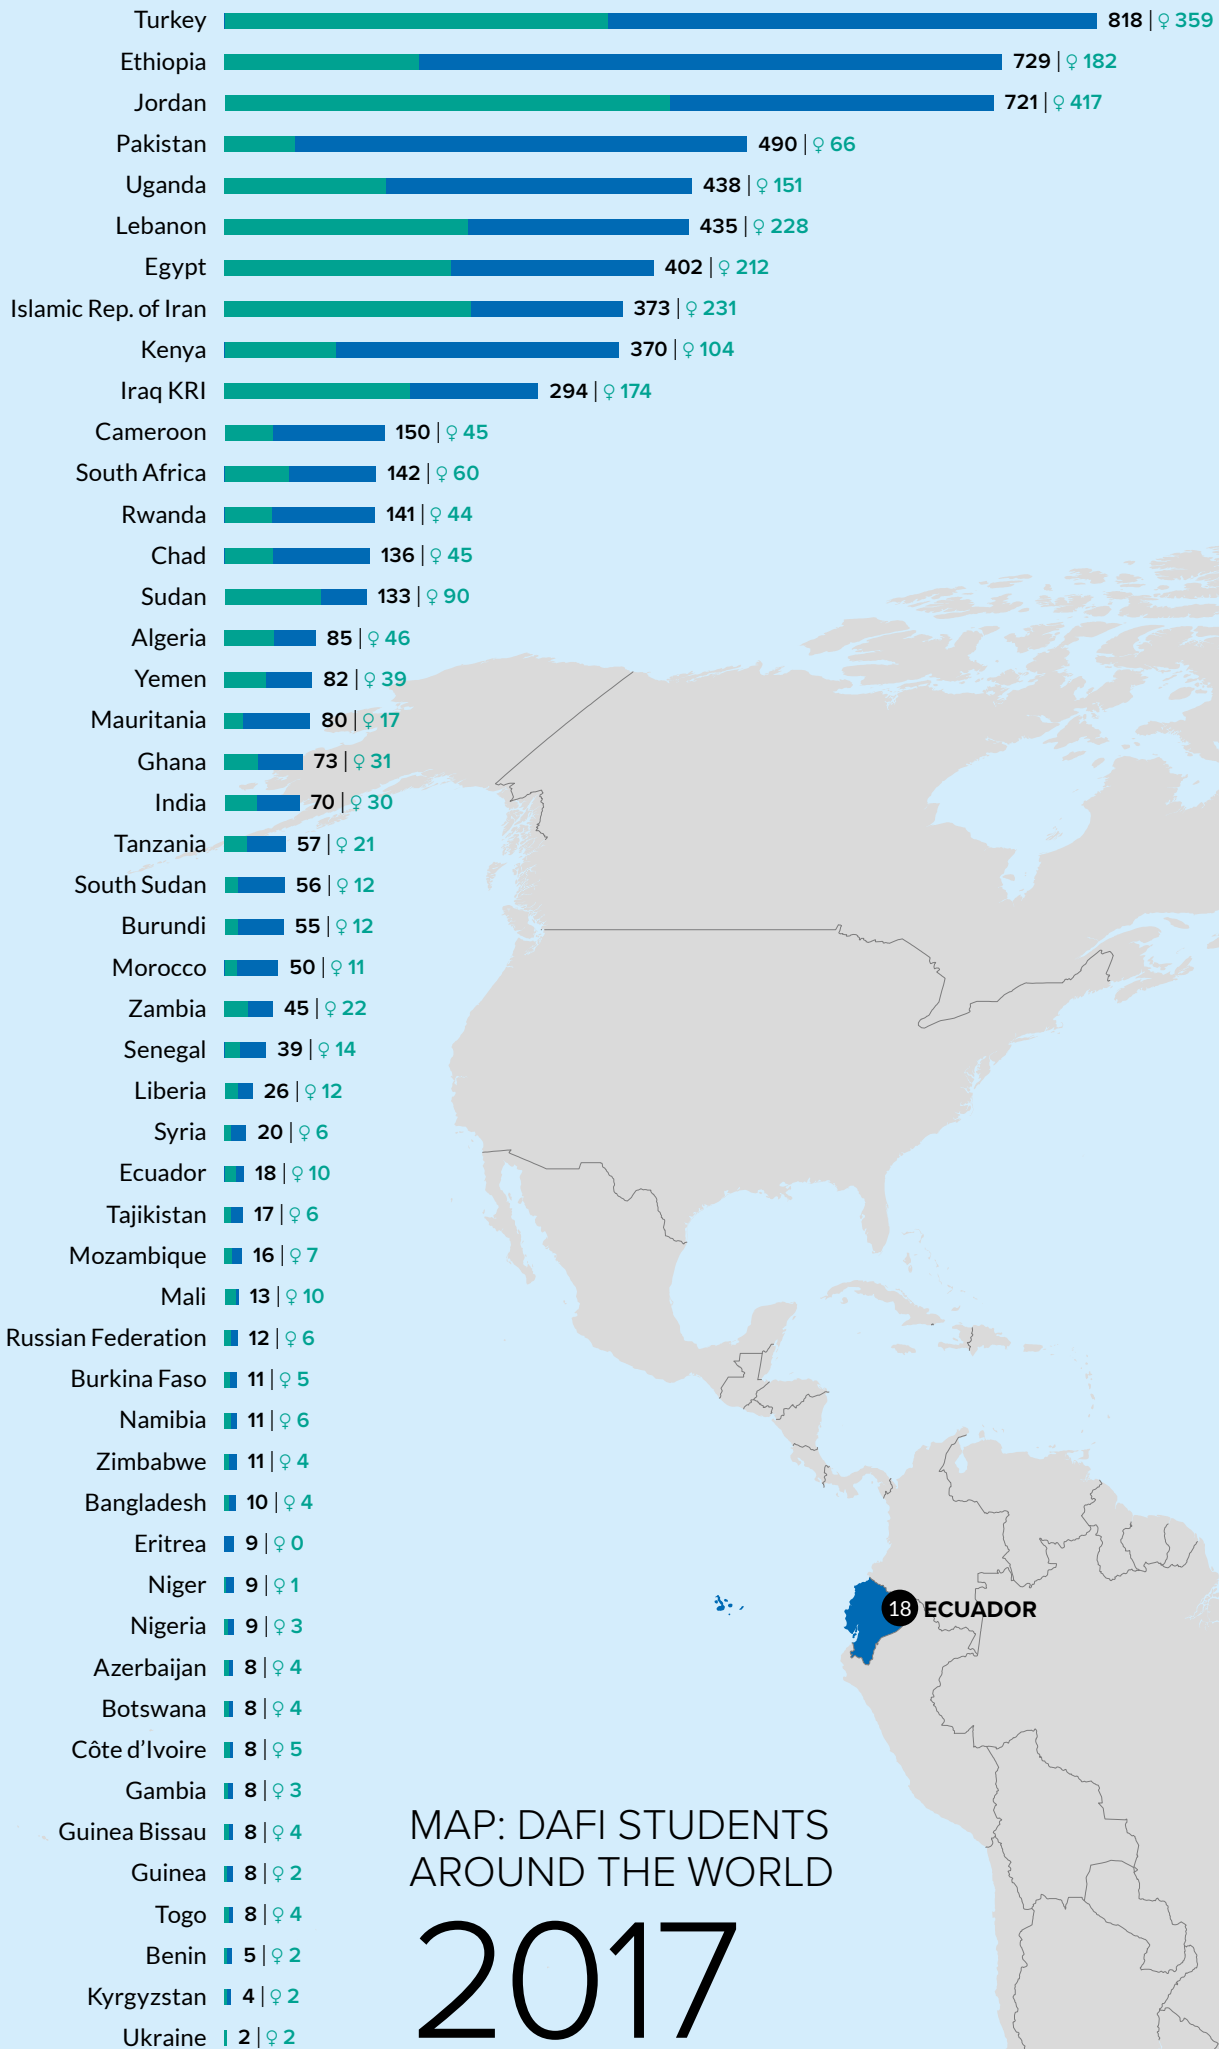 Turkey 818 | ♀ 359
Ethiopia 729 | ♀ 182
Jordan 721 | ♀ 417
Pakistan 490 | ♀ 66
Uganda 438 | ♀ 151
Lebanon 435 | ♀ 228
Egypt 402 | ♀ 212
Islamic Rep. of Iran 373 | ♀ 231
Kenya 370 | ♀ 104
Iraq KRI 294 | ♀ 174
Cameroon 150 | ♀ 45
South Africa 142 | ♀ 60
Rwanda 141 | ♀ 44
Chad 136 | ♀ 45
Sudan 133 | ♀ 90
Algeria 85 | ♀ 46
Yemen 82 | ♀ 39
Mauritania 80 | ♀ 17
Ghana 73 | ♀ 31
India 70 | ♀ 30
Tanzania 57 | ♀ 21
South Sudan 56 | ♀ 12
Burundi 55 | ♀ 12
Morocco 50 | ♀ 11
Zambia 45 | ♀ 22
Senegal 39 | ♀ 14
Liberia 26 | ♀ 12
Syria 20 | ♀ 6
Ecuador 18 | ♀ 10
Tajikistan 17 | ♀ 6
Mozambique 16 | ♀ 7
Mali 13 | ♀ 10
Russian Federation 12 | ♀ 6
Burkina Faso 11 | ♀ 5
Namibia 11 | ♀ 6
Zimbabwe 11 | ♀ 4
Bangladesh 10 | ♀ 4
Eritrea 9 | ♀ 0
Niger 9 | ♀ 1
Nigeria 9 | ♀ 3
Azerbaijan 8 | ♀ 4
Botswana 8 | ♀ 4
Côte d’Ivoire 8 | ♀ 5
Gambia 8 | ♀ 3
Guinea Bissau 8 | ♀ 4
Guinea 8 | ♀ 2
Togo 8 | ♀ 4
Benin 5 | ♀ 2
Kyrgyzstan 4 | ♀ 2
Ukraine 2 | ♀ 2
18 ECUADOR
MAP: DAFI STUDENTS
AROUND THE WORLD
2017